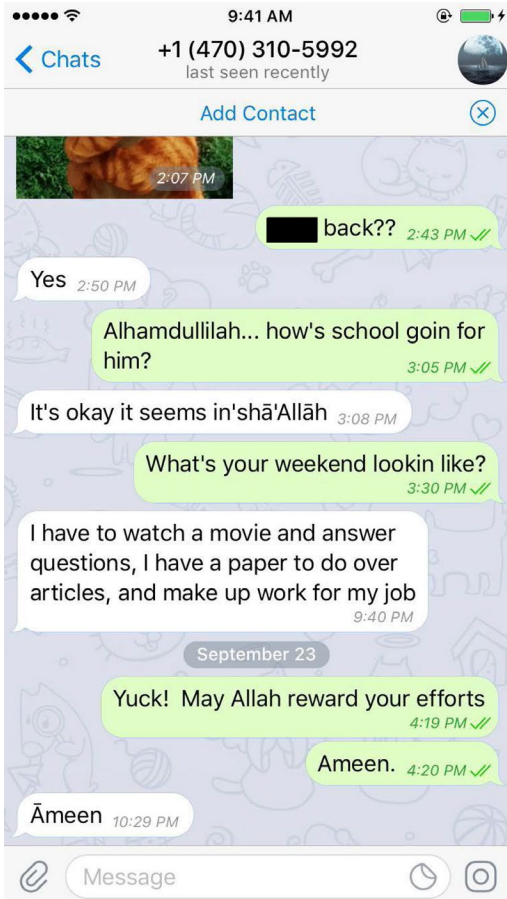 9:41 AM
Chats
+1 (470) 310-5992
last seen recently
Add Contact
2:07 PM
back?? 2:43 PM
Yes 2:50 PM
Alhamdullilah... how's school goin for
him?
3:05 PM
It's okay it seems in'shā'Allāh 3:08 PM
What's your weekend lookin like?
3:30 PM
I have to watch a movie and answer
questions, I have a paper to do over
articles, and make up work for my job
9:40 PM
September 23
Yuck!  May Allah reward your efforts
4:19 PM
Ameen. 4:20 PM
Āmeen 10:29 PM
Message